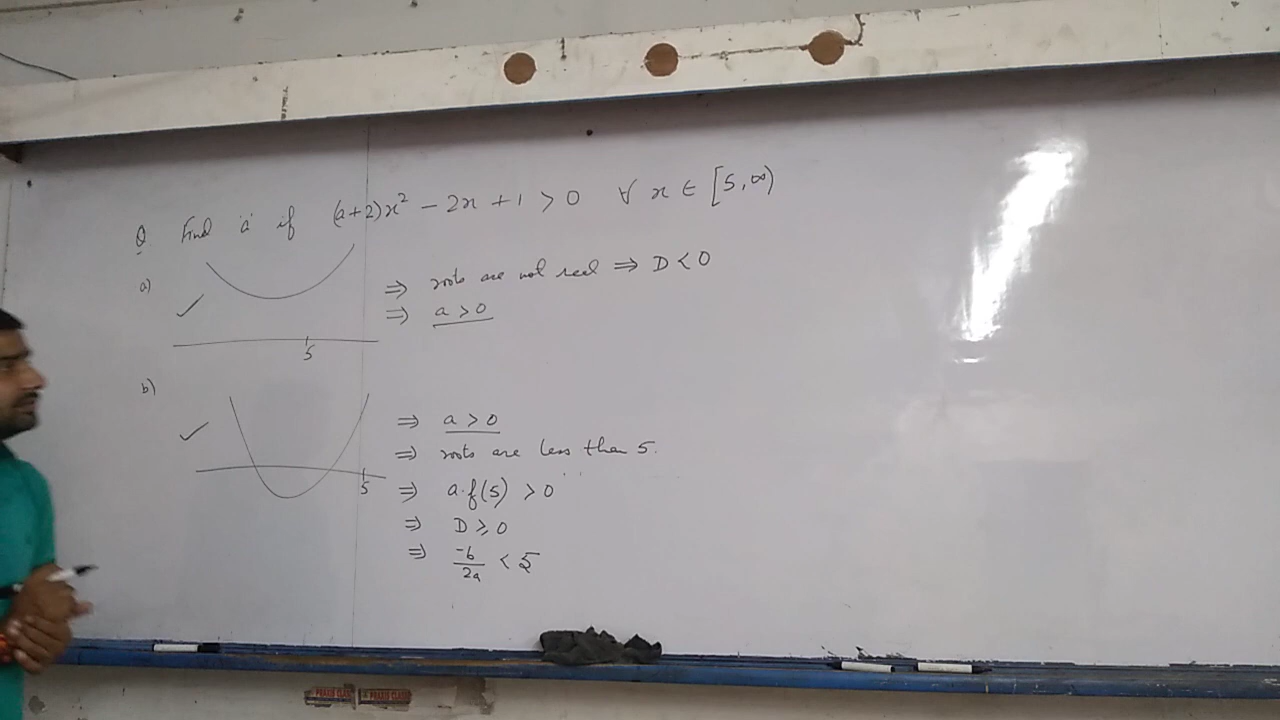 Q Find 'a' if (a+2)x² - 2x + 1 > 0 ∀ x ∈ [5,∞)
a)
⇒ roots are not real ⇒ D < 0
⇒ a > 0
5
b)
⇒ a > 0
⇒ roots are less than 5.
5
⇒ a.f(5) > 0
⇒ D ≥ 0
⇒ -b/2a < 5